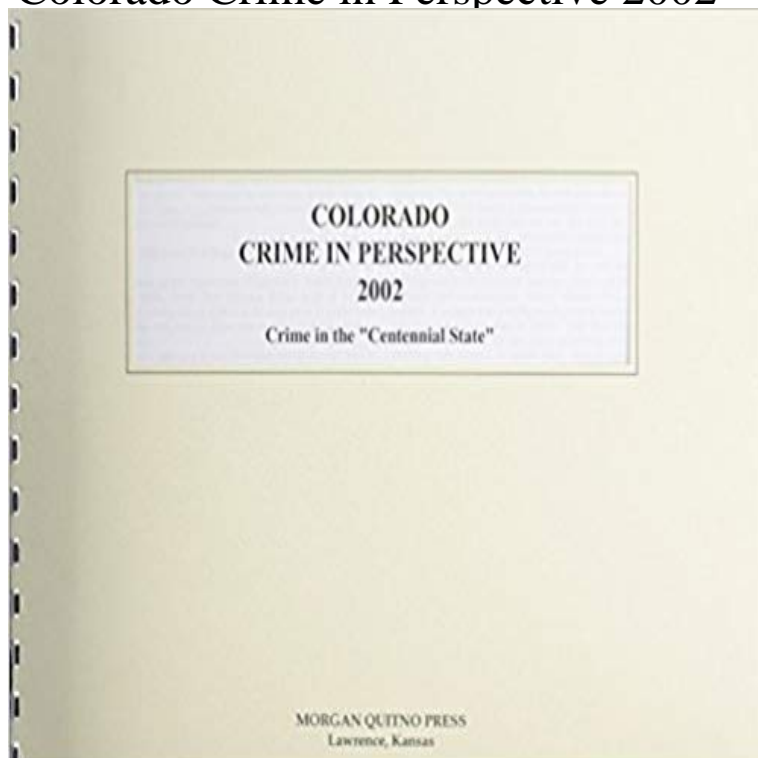 Colorado Crime in Perspective 2002
COLORADO
CRIME IN PERSPECTIVE
2002
Crime in the "Centennial State"
MORGAN QUITNO PRESS
Lawrence, Kansas